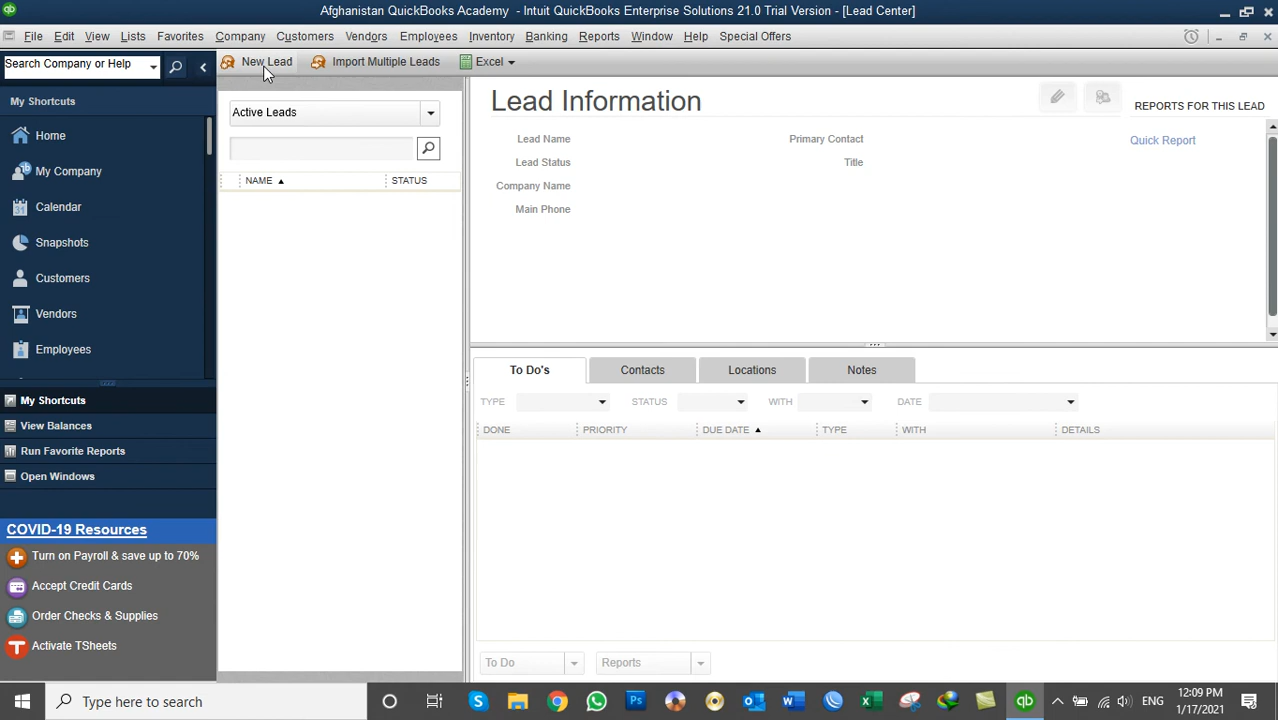 Afghanistan QuickBooks Academy - Intuit QuickBooks Enterprise Solutions 21.0 Trial Version - [Lead Center]
File Edit View Lists Favorites Company Customers Vendors Employees Inventory Banking Reports Window Help Special Offers
Search Company or Help
New Lead Import Multiple Leads Excel
My Shortcuts
Home
My Company
Calendar
Snapshots
Customers
Vendors
Employees
My Shortcuts
View Balances
Run Favorite Reports
Open Windows
COVID-19 Resources
Turn on Payroll & save up to 70%
Accept Credit Cards
Order Checks & Supplies
Activate TSheets
Active Leads
NAME STATUS
Lead Information
REPORTS FOR THIS LEAD
Lead Name Primary Contact Quick Report
Lead Status Title
Company Name
Main Phone
To Do's Contacts Locations Notes
TYPE STATUS WITH DATE
DONE PRIORITY DUE DATE TYPE WITH DETAILS
To Do Reports
Type here to search
ENG
12:09 PM
1/17/2021